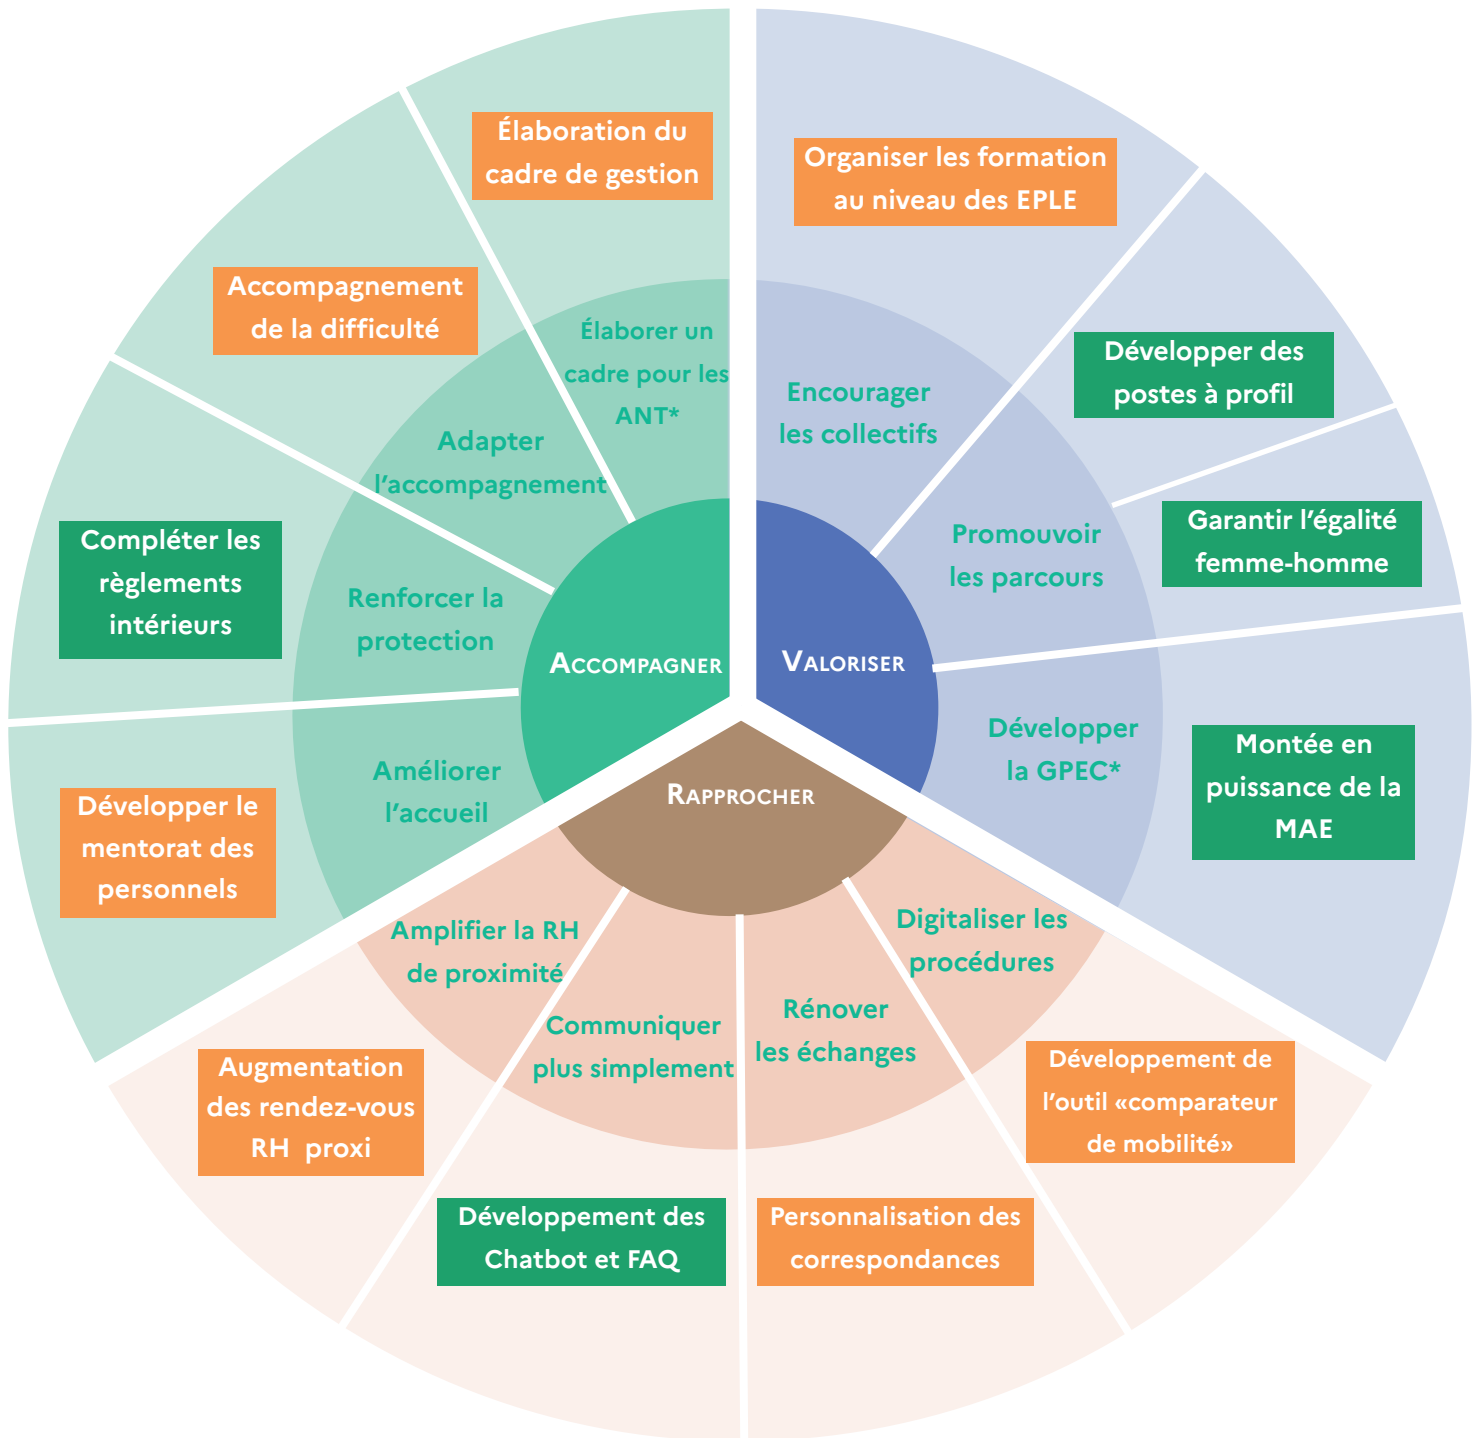 Élaboration du
cadre de gestion
Organiser les formation
au niveau des EPLE
Accompagnement
de la difficulté
Élaborer un
cadre pour les
ANT*
Encourager
les collectifs
Développer des
postes à profil
Adapter
l'accompagnement
Compléter les
règlements
intérieurs
Renforcer la
protection
Promouvoir
les parcours
Garantir l'égalité
femme-homme
ACCOMPAGNER
VALORISER
Améliorer
l'accueil
Développer
la GPEC*
Montée en
puissance de la
MAE
Développer le
mentorat des
personnels
RAPPROCHER
Amplifier la RH
de proximité
Communiquer
plus simplement
Rénover
les échanges
Digitaliser les
procédures
Augmentation
des rendez-vous
RH proxi
Développement des
Chatbot et FAQ
Personnalisation des
correspondances
Développement de
l'outil «comparateur
de mobilité»